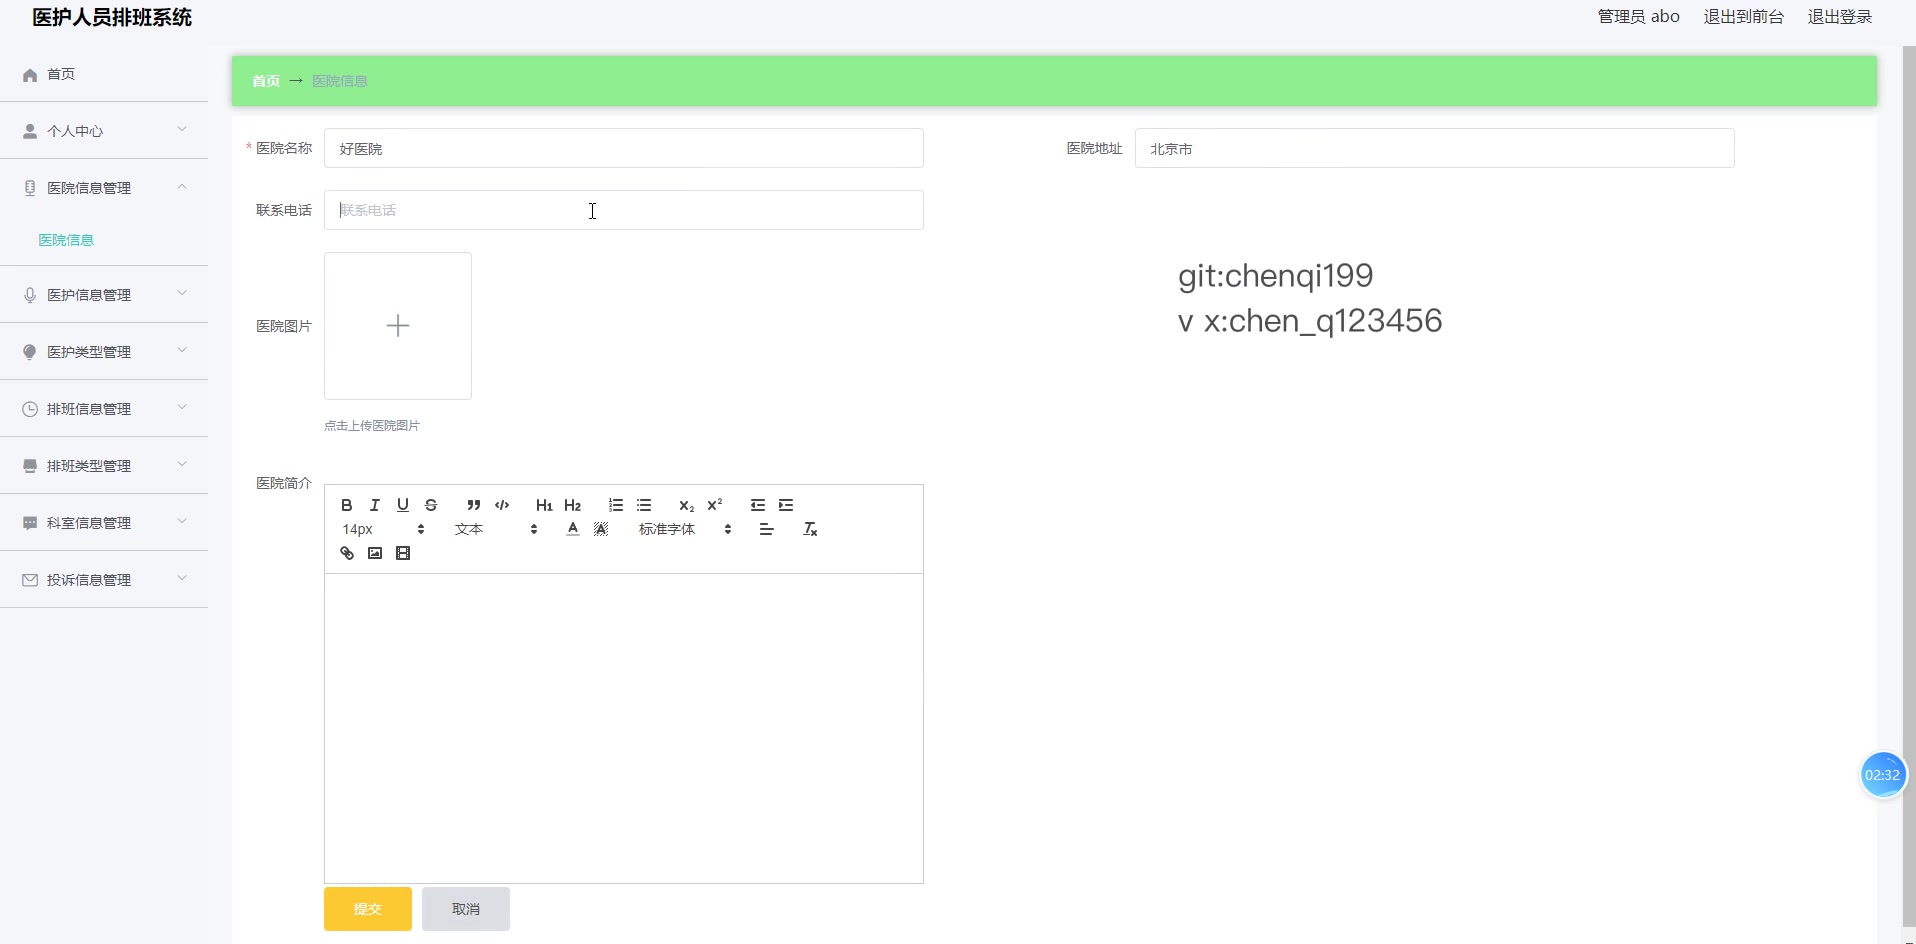 医护人员排班系统
管理员 abo 退出到前台 退出登录
首页
个人中心
医院信息管理
医院信息
医护信息管理
医护类型管理
排班信息管理
排班类型管理
科室信息管理
投诉信息管理
首页 → 医院信息
* 医院名称 好医院
医院地址 北京市
联系电话 联系电话
git:chenqi199
v x:chen_q123456
医院图片
点击上传医院图片
医院简介
B I U S H1 H2 x₂ x²
14px 文本 A A 标准字体 Tx
提交 取消
02:32